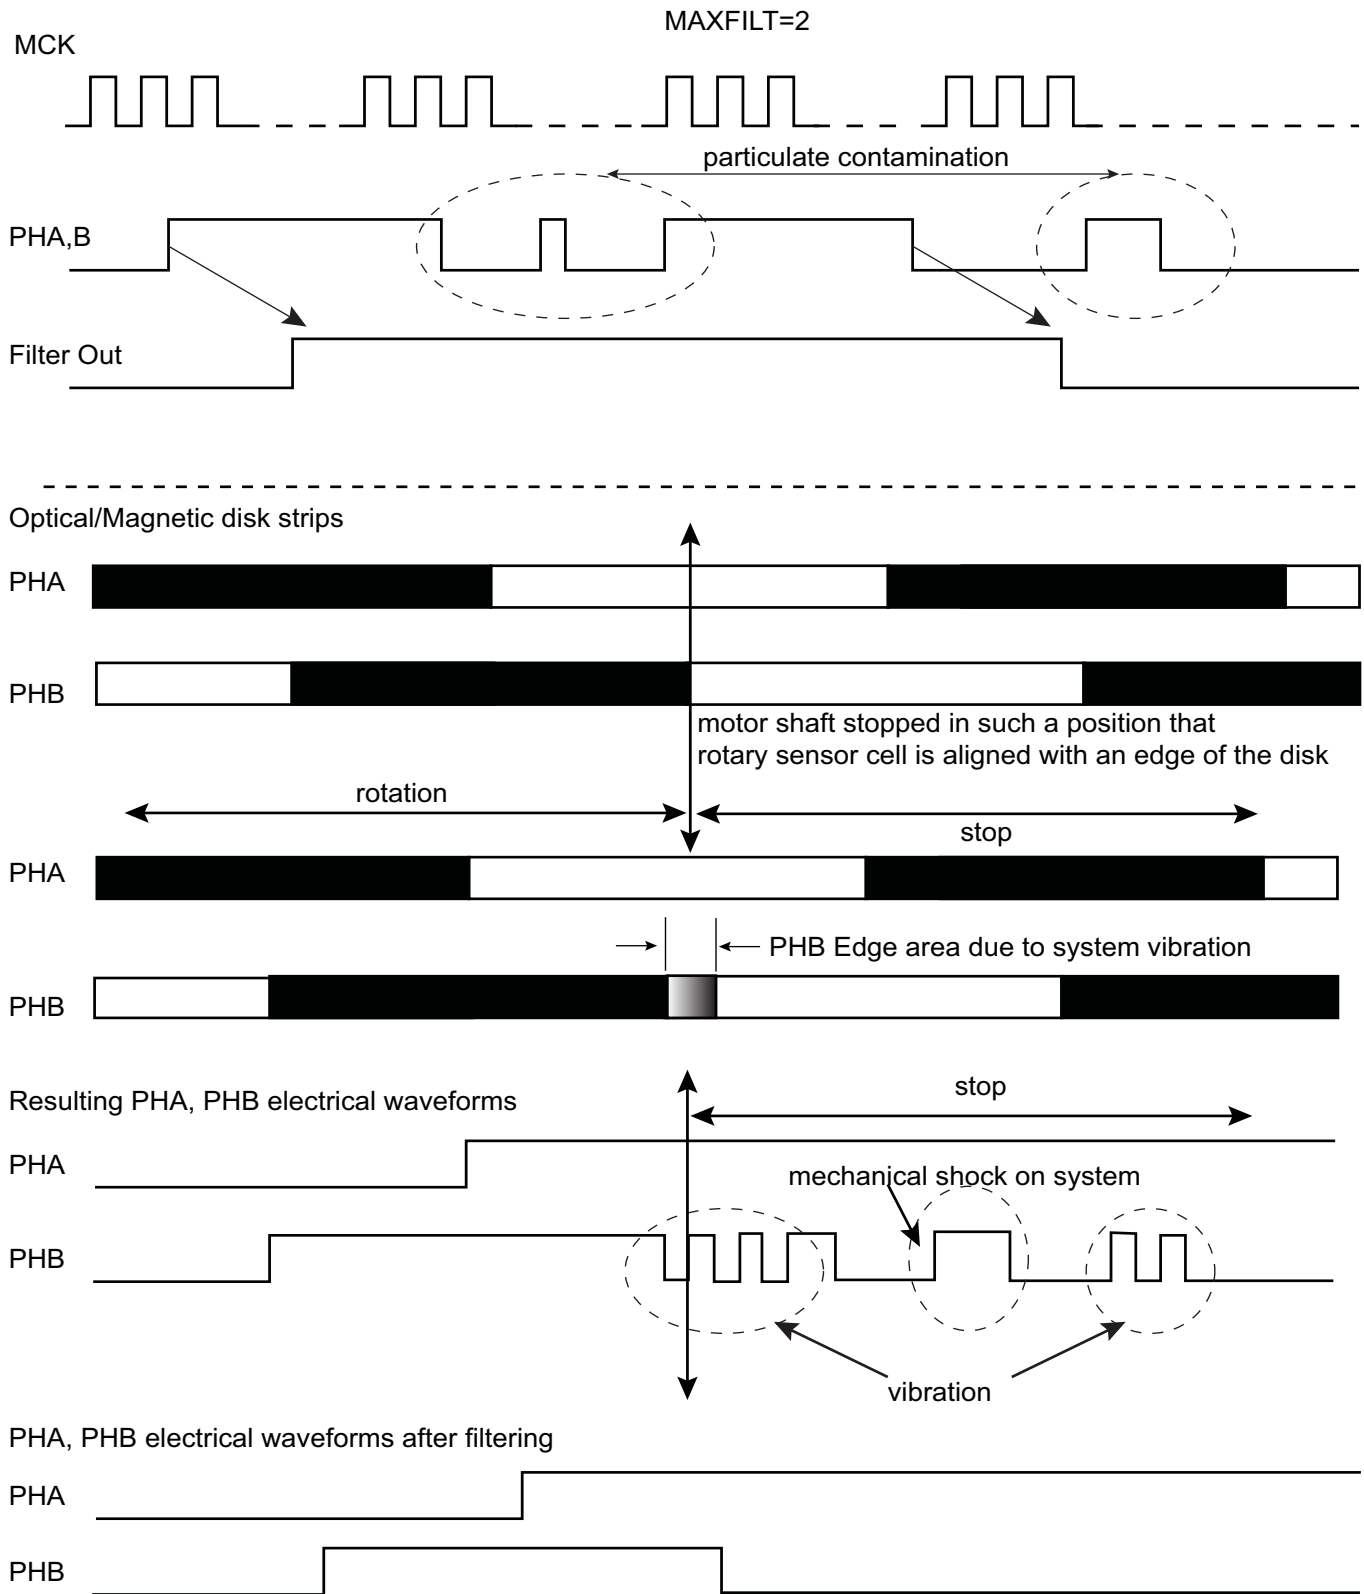 MAXFILT=2
MCK
particulate contamination
PHA,B
Filter Out
Optical/Magnetic disk strips
PHA
PHB
motor shaft stopped in such a position that
rotary sensor cell is aligned with an edge of the disk
rotation
stop
PHA
PHB Edge area due to system vibration
PHB
Resulting PHA, PHB electrical waveforms
stop
PHA
mechanical shock on system
PHB
vibration
PHA, PHB electrical waveforms after filtering
PHA
PHB